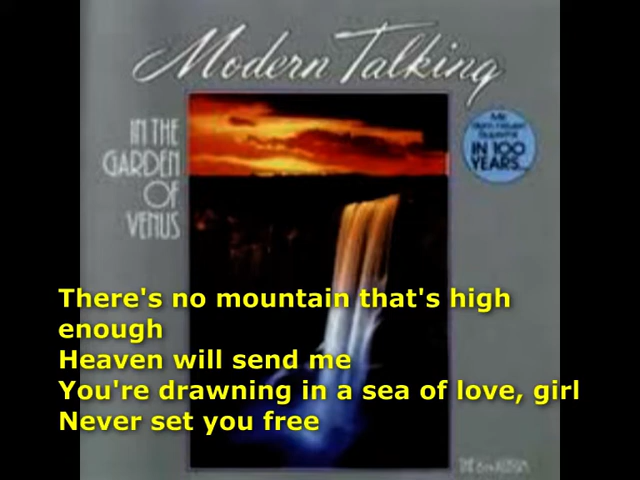 Modern Talking
IN THE
GARDEN
OF
VENUS
IN 100
YEARS...
There's no mountain that's high
enough
Heaven will send me
You're drawning in a sea of love, girl
Never set you free